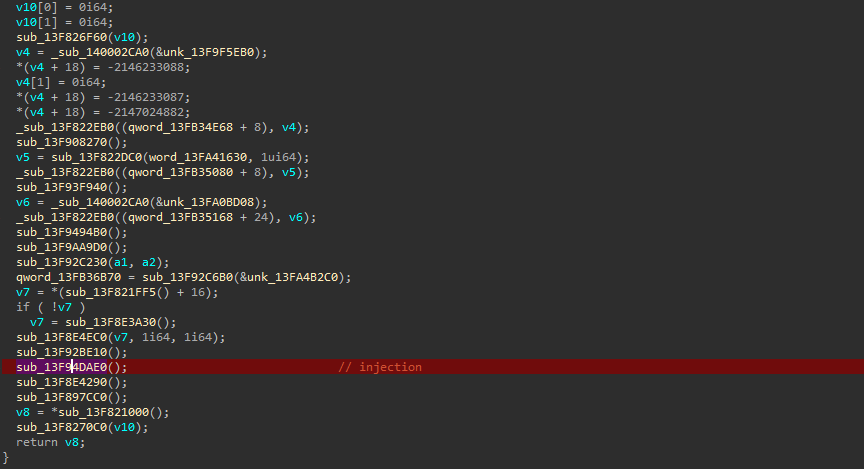 v10[0] = 0i64;
v10[1] = 0i64;
sub_13F826F60(v10);
v4 = _sub_140002CA0(&unk_13F9F5EB0);
*(v4 + 18) = -2146233088;
v4[1] = 0i64;
*(v4 + 18) = -2146233087;
*(v4 + 18) = -2147024882;
_sub_13F822EB0((qword_13FB34E68 + 8), v4);
sub_13F908270();
v5 = sub_13F822DC0(word_13FA41630, 1ui64);
_sub_13F822EB0((qword_13FB35080 + 8), v5);
sub_13F93F940();
v6 = _sub_140002CA0(&unk_13FA0BD08);
_sub_13F822EB0((qword_13FB35168 + 24), v6);
sub_13F9494B0();
sub_13F9AA9D0();
sub_13F92C230(a1, a2);
qword_13FB36B70 = sub_13F92C6B0(&unk_13FA4B2C0);
v7 = *(sub_13F821FF5() + 16);
if ( !v7 )
v7 = sub_13F8E3A30();
sub_13F8E4EC0(v7, 1i64, 1i64);
sub_13F92BE10();
sub_13F94DAE0(); // injection
sub_13F8E4290();
sub_13F897CC0();
v8 = *sub_13F821000();
sub_13F8270C0(v10);
return v8;
}